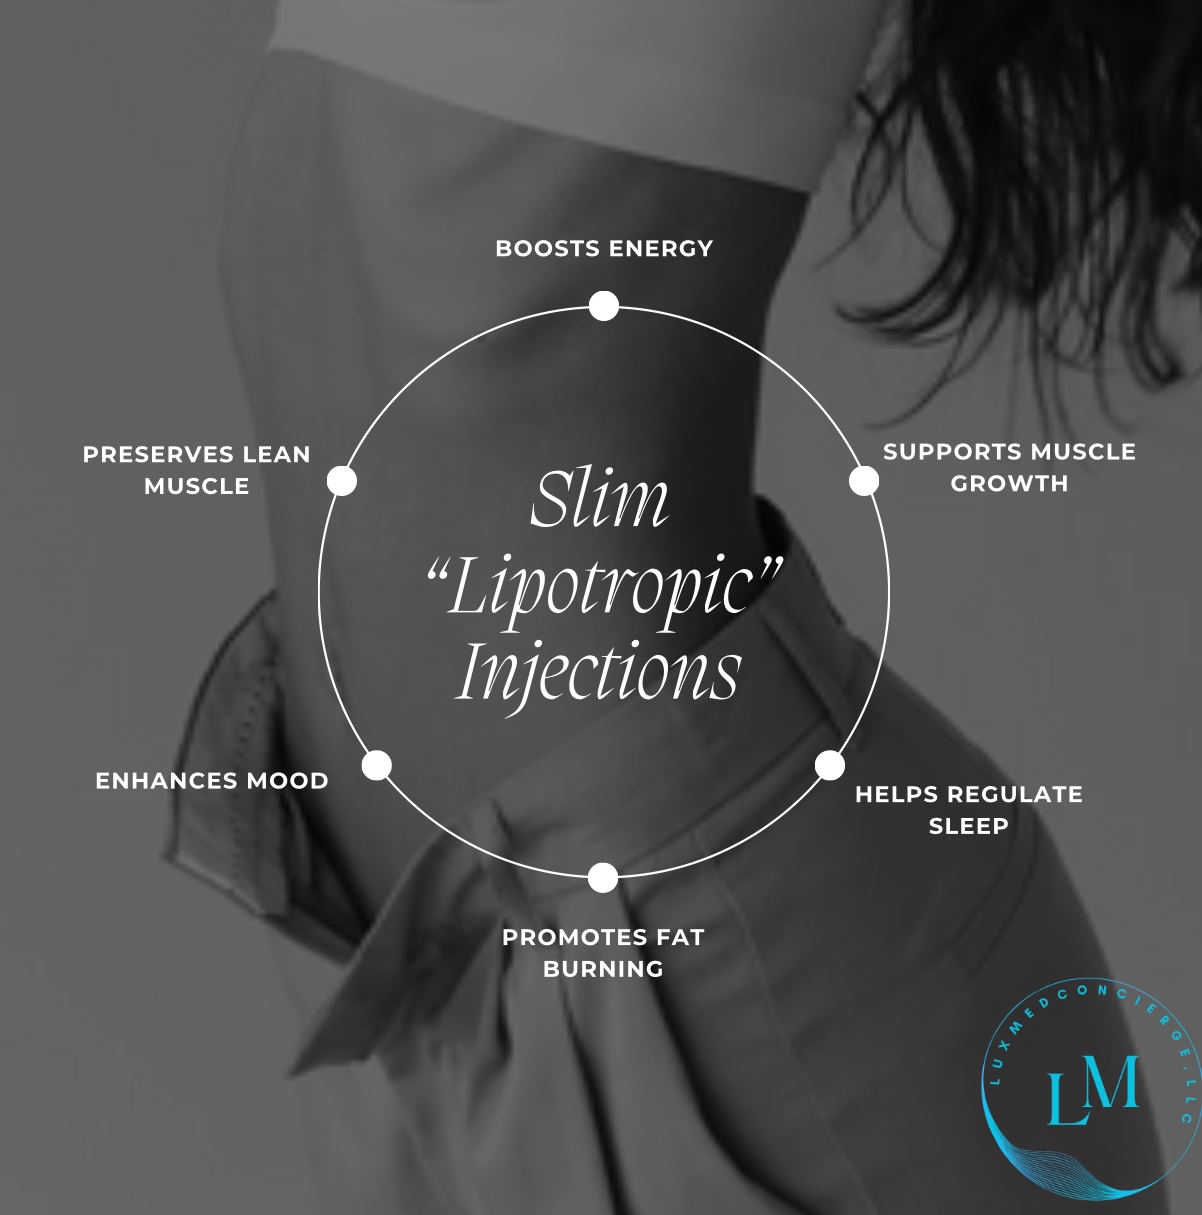 BOOSTS ENERGY
PRESERVES LEAN
MUSCLE
SUPPORTS MUSCLE
GROWTH
Slim
“Lipotropic”
Injections
ENHANCES MOOD
HELPS REGULATE
SLEEP
PROMOTES FAT
BURNING
LUXMEDCONCIERGE, LLC
LM